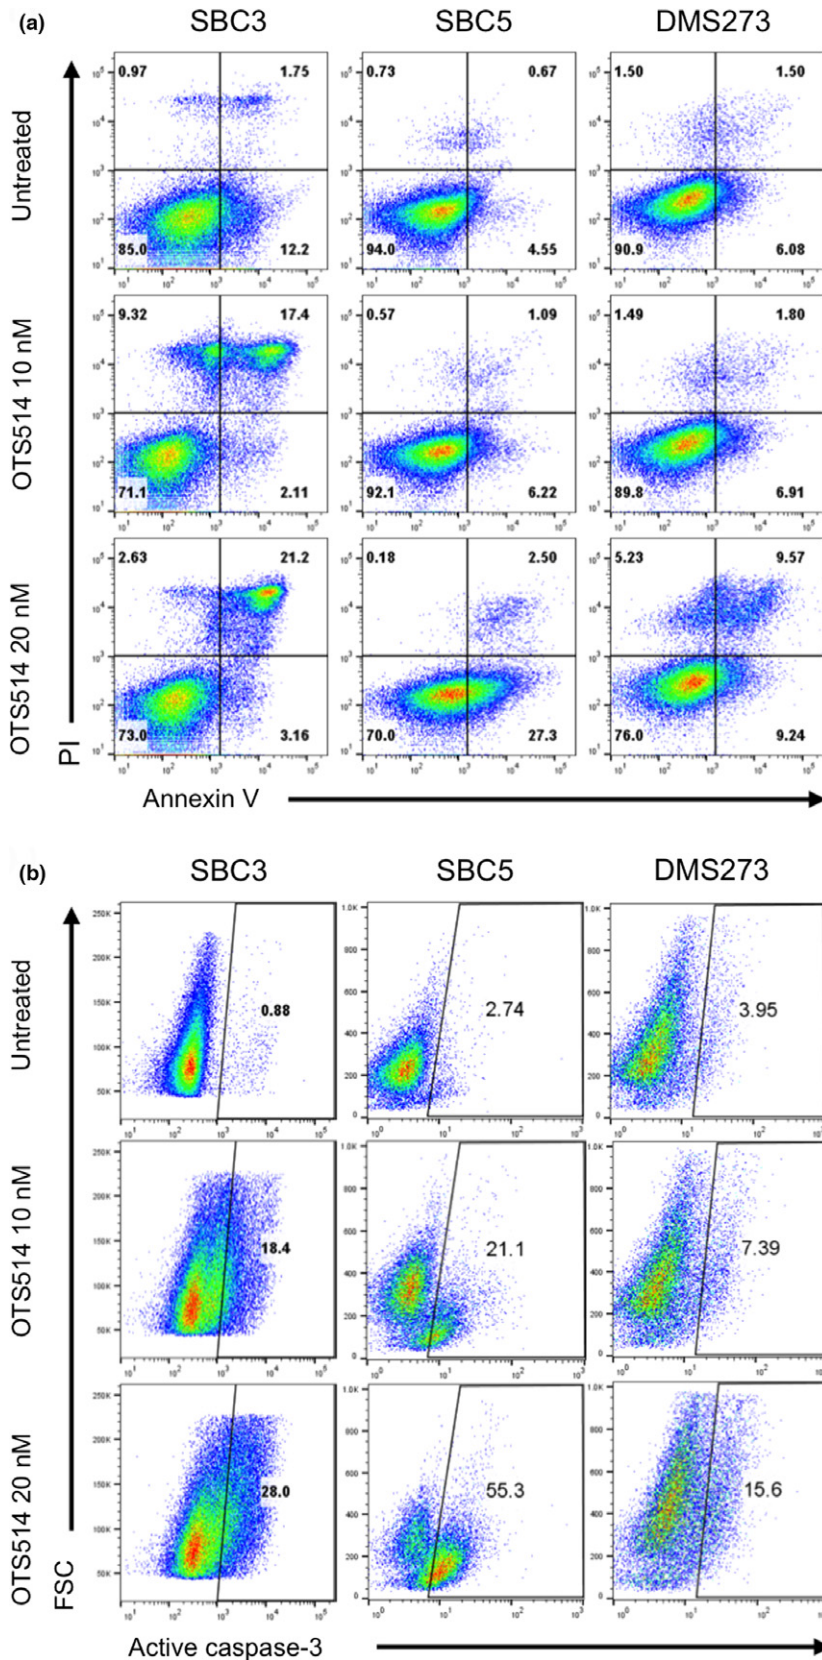 (a) SBC3 SBC5 DMS273
Untreated
0.97 1.75 0.73 0.67 1.50 1.50
85.0 12.2 94.0 4.55 90.9 6.08
OTS514 10 nM
9.32 17.4 0.57 1.09 1.49 1.80
71.1 2.11 92.1 6.22 89.8 6.91
OTS514 20 nM
2.63 21.2 0.18 2.50 5.23 9.57
73.0 3.16 70.0 27.3 76.0 9.24
PI
Annexin V
(b) SBC3 SBC5 DMS273
Untreated
0.88 2.74 3.95
OTS514 10 nM
18.4 21.1 7.39
OTS514 20 nM
28.0 55.3 15.6
FSC
Active caspase-3